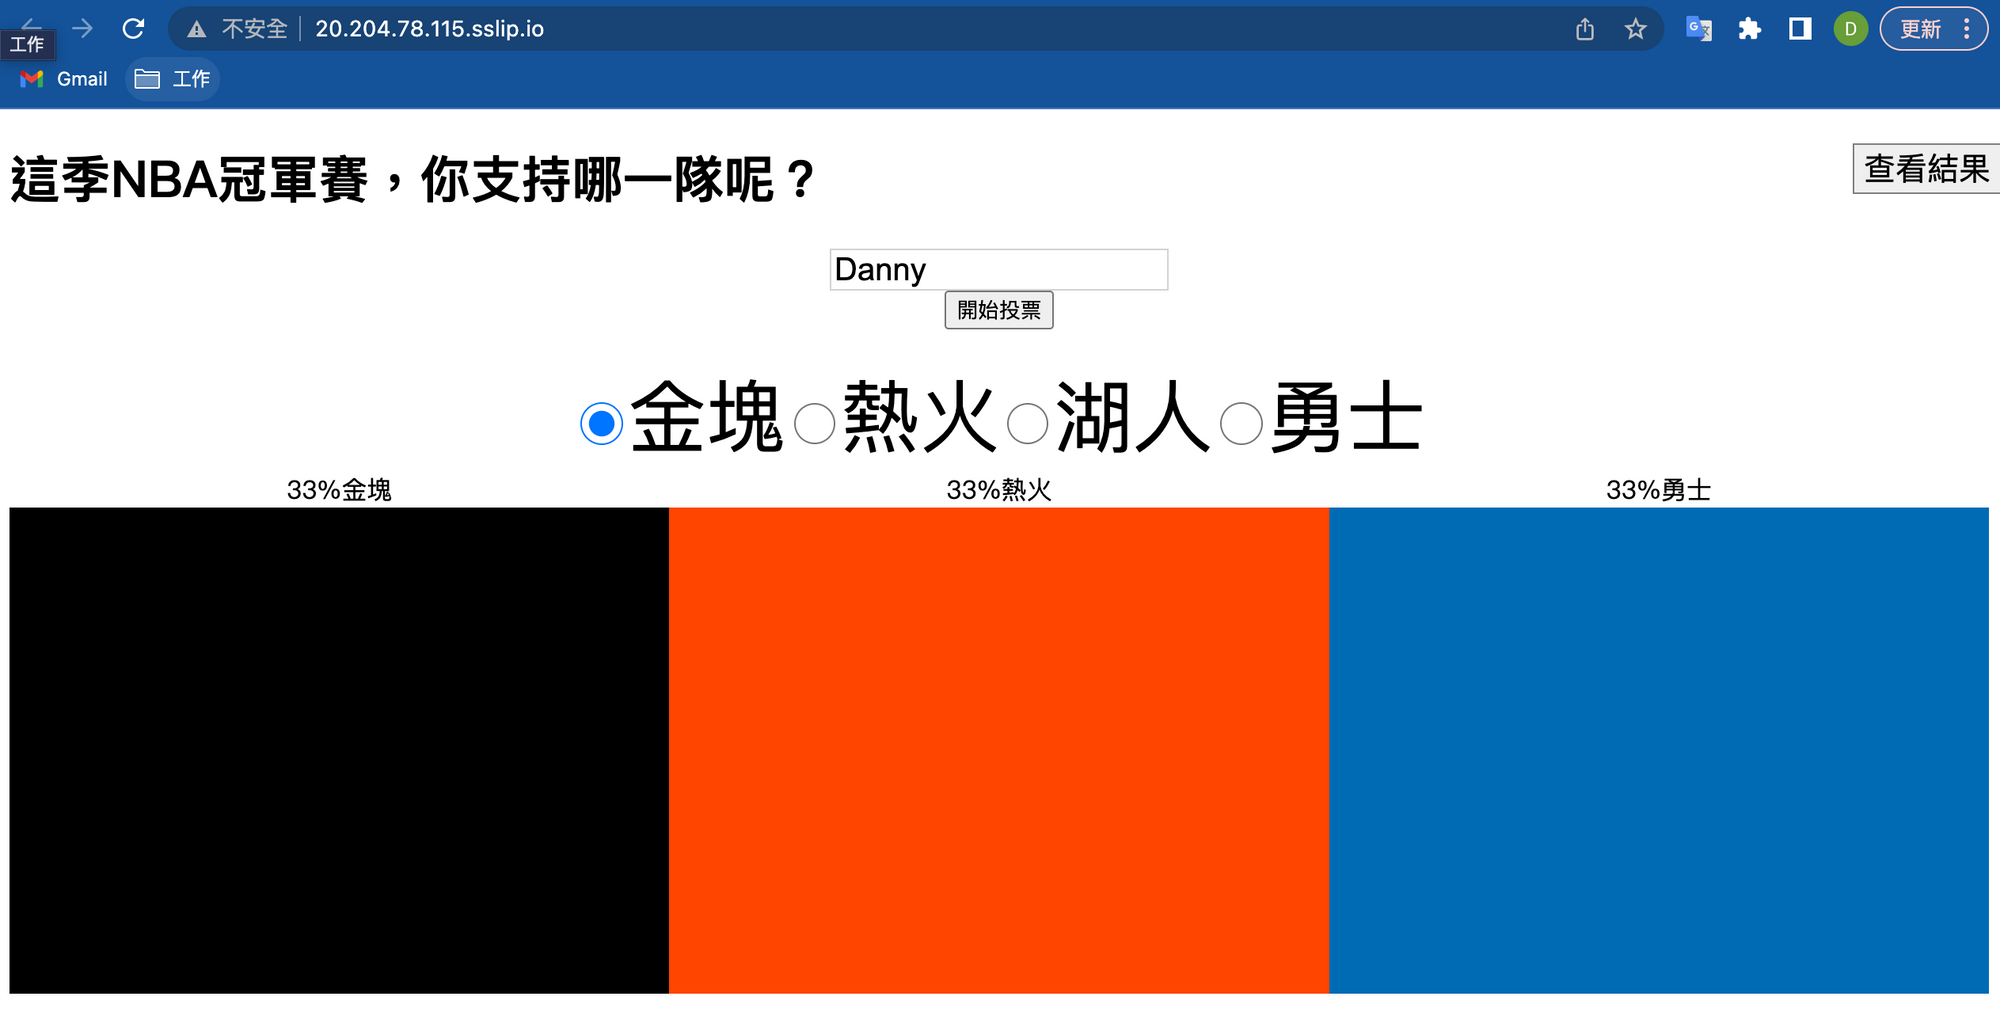 不安全 20.204.78.115.sslip.io
更新
D
工作
Gmail 工作
這季NBA冠軍賽，你支持哪一隊呢？
查看結果
Danny
開始投票
金塊 熱火 湖人 勇士
33%金塊 33%熱火 33%勇士